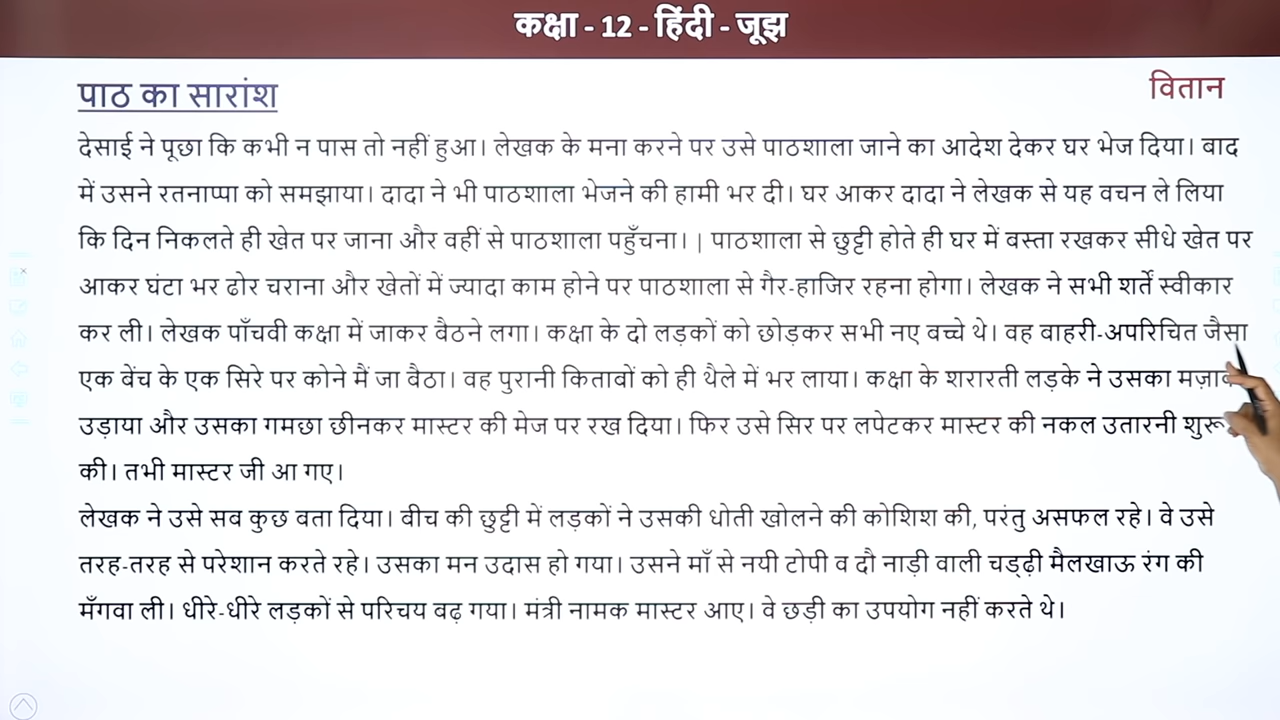 कक्षा - 12 - हिंदी - जूझ
पाठ का सारांश
वितान
देसाई ने पूछा कि कभी न पास तो नहीं हुआ। लेखक के मना करने पर उसे पाठशाला जाने का आदेश देकर घर भेज दिया। बाद
में उसने रतनाप्पा को समझाया। दादा ने भी पाठशाला भेजने की हामी भर दी। घर आकर दादा ने लेखक से यह वचन ले लिया
कि दिन निकलते ही खेत पर जाना और वहीं से पाठशाला पहुँचना। | पाठशाला से छुट्टी होते ही घर में वस्ता रखकर सीधे खेत पर
आकर घंटा भर ढोर चराना और खेतों में ज्यादा काम होने पर पाठशाला से गैर-हाजिर रहना होगा। लेखक ने सभी शर्तें स्वीकार
कर ली। लेखक पाँचवी कक्षा में जाकर बैठने लगा। कक्षा के दो लड़कों को छोड़कर सभी नए वच्चे थे। वह बाहरी-अपरिचित जैसा
एक वेंच के एक सिरे पर कोने मैं जा वैठा। वह पुरानी कितावों को ही थैले में भर लाया। कक्षा के शरारती लड़के ने उसका मज़ाक
उड़ाया और उसका गमछा छीनकर मास्टर की मेज पर रख दिया। फिर उसे सिर पर लपेटकर मास्टर की नकल उतारनी शुरू
की। तभी मास्टर जी आ गए।
लेखक ने उसे सब कुछ वता दिया। वीच की छुट्टी में लड़कों ने उसकी धोती खोलने की कोशिश की, परंतु असफल रहे। वे उसे
तरह-तरह से परेशान करते रहे। उसका मन उदास हो गया। उसने माँ से नयी टोपी व दौ नाड़ी वाली चड्ढ़ी मैलखाऊ रंग की
मँगवा ली। धीरे-धीरे लड़कों से परिचय वढ़ गया। मंत्री नामक मास्टर आए। वे छड़ी का उपयोग नहीं करते थे।